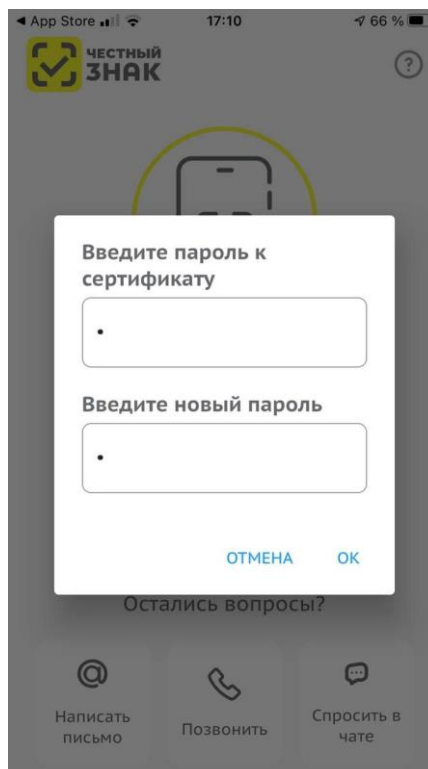 ◀ App Store 17:10 66 %
ЧЕСТНЫЙ
ЗНАК
?
Введите пароль к
сертификату
•
Введите новый пароль
•
ОТМЕНА ОК
Остались вопросы?
Написать
письмо
Позвонить
Спросить в
чате